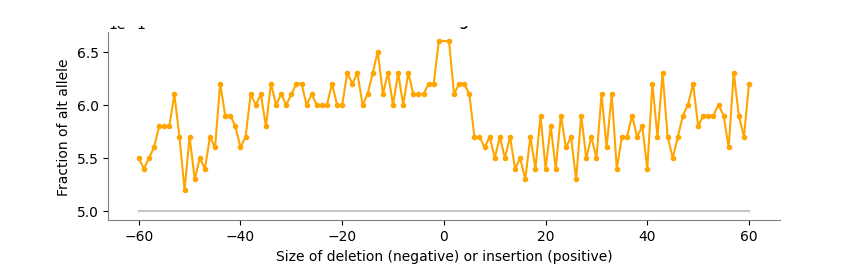 6.5
6.0
5.5
5.0
Fraction of alt allele
−60 −40 −20 0 20 40 60
Size of deletion (negative) or insertion (positive)